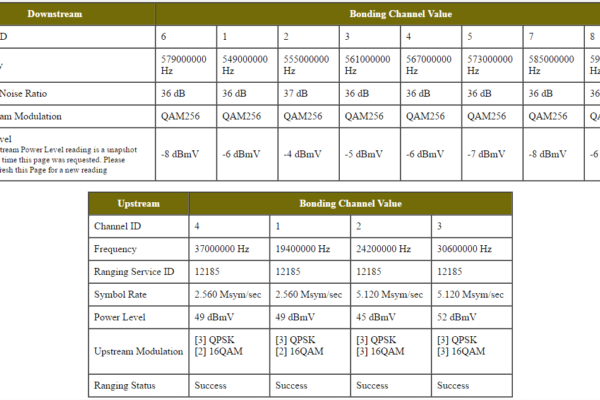 Downstream Bonding Channel Value
D 6 1 2 3 4 5 7 8
y 579000000 Hz 549000000 Hz 555000000 Hz 561000000 Hz 567000000 Hz 573000000 Hz 585000000 Hz 59
Noise Ratio 36 dB 36 dB 37 dB 36 dB 36 dB 36 dB 36 dB 36
am Modulation QAM256 QAM256 QAM256 QAM256 QAM256 QAM256 QAM256 QA
vel
tream Power Level reading is a snapshot
time this page was requested. Please
fresh this Page for a new reading
-8 dBmV -6 dBmV -4 dBmV -5 dBmV -6 dBmV -7 dBmV -8 dBmV -6
Upstream Bonding Channel Value
Channel ID 4 1 2 3
Frequency 37000000 Hz 19400000 Hz 24200000 Hz 30600000 Hz
Ranging Service ID 12185 12185 12185 12185
Symbol Rate 2.560 Msym/sec 2.560 Msym/sec 5.120 Msym/sec 5.120 Msym/sec
Power Level 49 dBmV 49 dBmV 45 dBmV 52 dBmV
Upstream Modulation [3] QPSK [3] QPSK [3] QPSK [3] QPSK
[2] 16QAM [2] 16QAM [3] 16QAM [3] 16QAM
Ranging Status Success Success Success Success